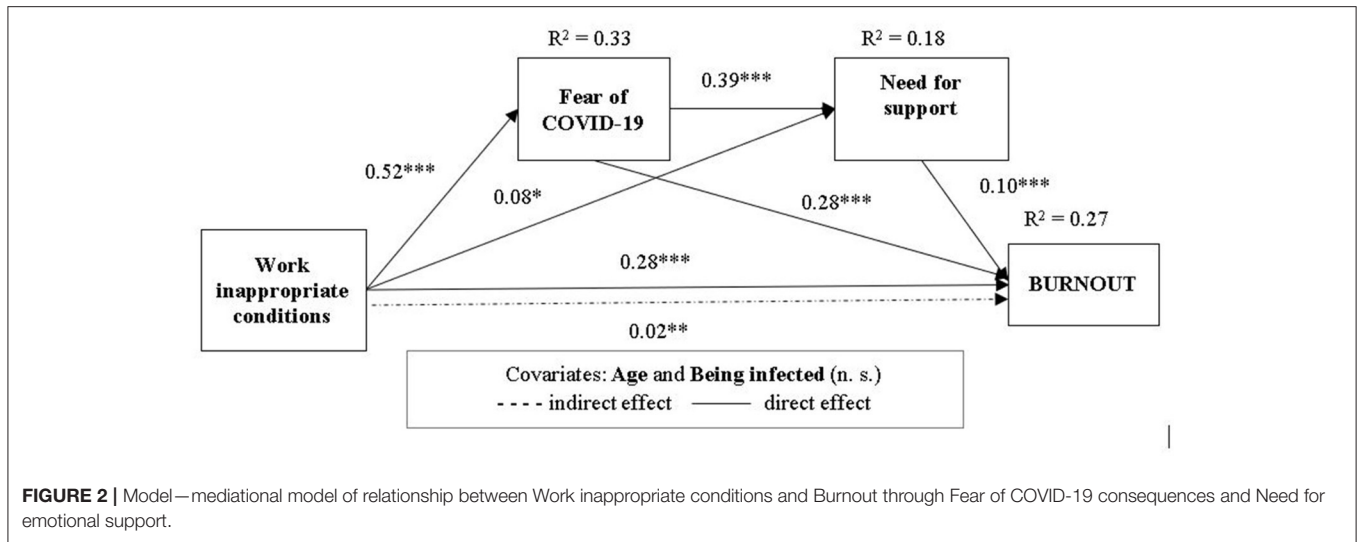 R² = 0.33
R² = 0.18
Fear of
COVID-19
0.39***
Need for
support
0.52***
0.08*
0.28***
0.10***
R² = 0.27
Work
inappropriate
conditions
0.28***
BURNOUT
0.02**
Covariates: Age and Being infected (n. s.)
---- indirect effect —— direct effect
FIGURE 2 | Model—mediational model of relationship between Work inappropriate conditions and Burnout through Fear of COVID-19 consequences and Need for
emotional support.